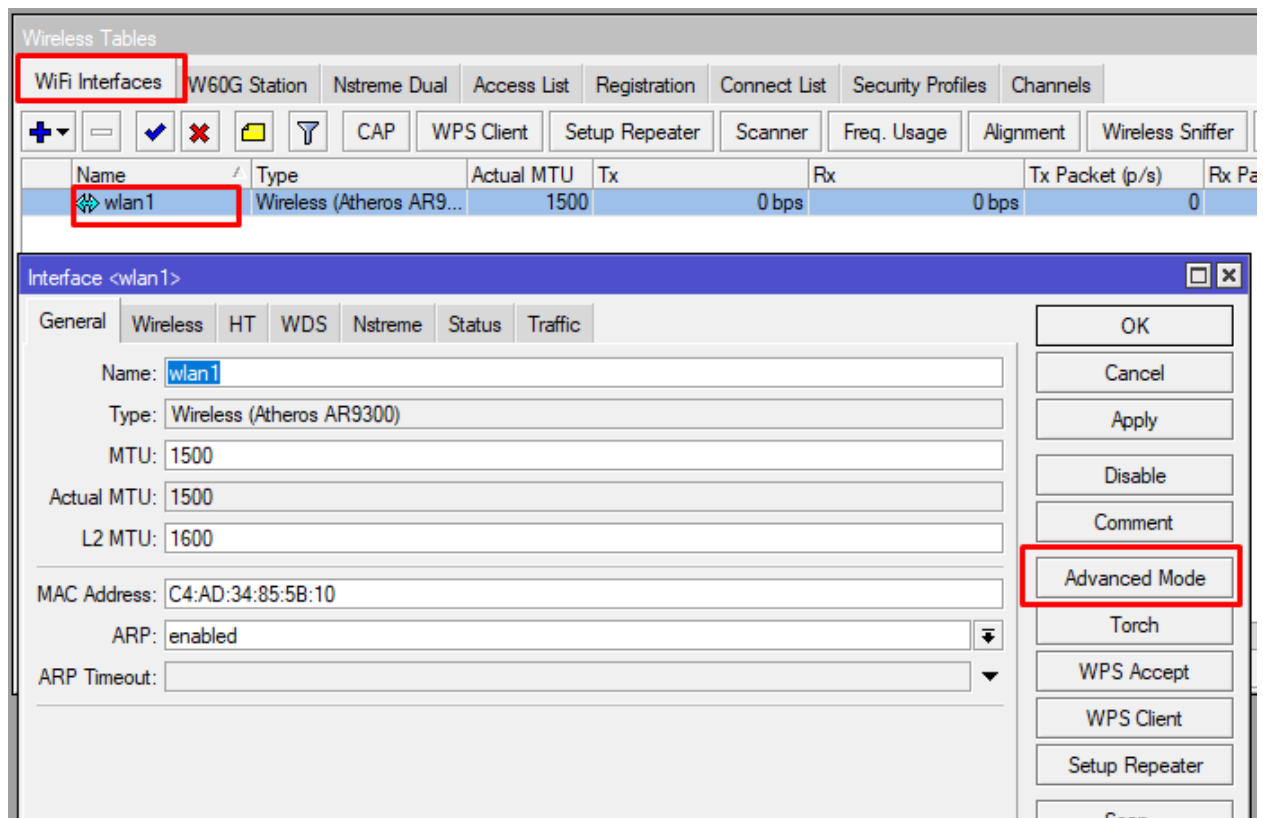 Wireless Tables
WiFi Interfaces W60G Station Nstreme Dual Access List Registration Connect List Security Profiles Channels
CAP WPS Client Setup Repeater Scanner Freq. Usage Alignment Wireless Sniffer
Name Type Actual MTU Tx Rx Tx Packet (p/s) Rx Pa
wlan1 Wireless (Atheros AR9... 1500 0 bps 0 bps 0
Interface <wlan1>
General Wireless HT WDS Nstreme Status Traffic
OK
Name: wlan1
Cancel
Type: Wireless (Atheros AR9300)
Apply
MTU: 1500
Disable
Actual MTU: 1500
Comment
L2 MTU: 1600
Advanced Mode
MAC Address: C4:AD:34:85:5B:10
Torch
ARP: enabled
WPS Accept
ARP Timeout:
WPS Client
Setup Repeater